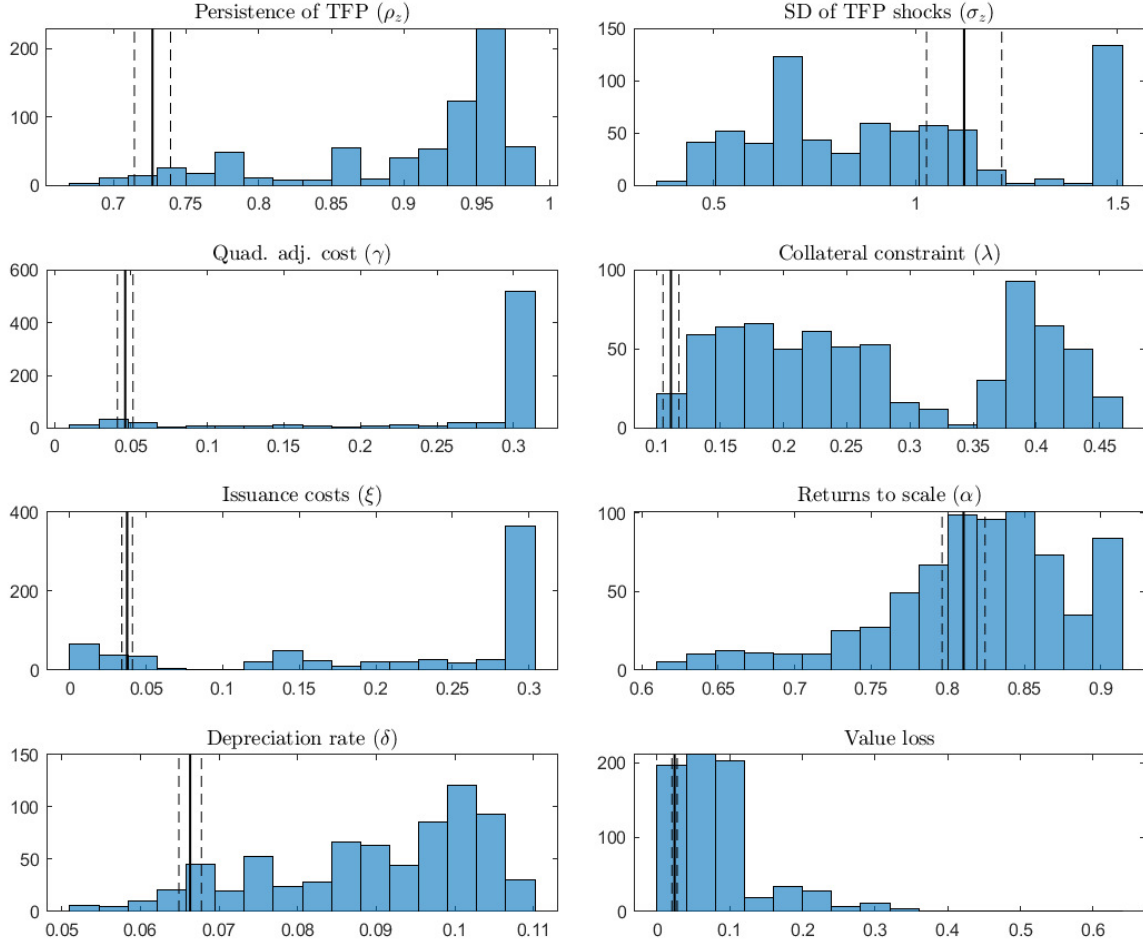 Persistence of TFP (ρz)
200
100
0
0.7 0.75 0.8 0.85 0.9 0.95 1
SD of TFP shocks (σz)
150
100
50
0
0.5 1 1.5
Quad. adj. cost (γ)
600
400
200
0
0 0.05 0.1 0.15 0.2 0.25 0.3
Collateral constraint (λ)
100
50
0
0.1 0.15 0.2 0.25 0.3 0.35 0.4 0.45
Issuance costs (ξ)
400
200
0
0 0.05 0.1 0.15 0.2 0.25 0.3
Returns to scale (α)
100
50
0
0.6 0.65 0.7 0.75 0.8 0.85 0.9
Depreciation rate (δ)
150
100
50
0
0.05 0.06 0.07 0.08 0.09 0.1 0.11
Value loss
200
100
0
0 0.1 0.2 0.3 0.4 0.5 0.6